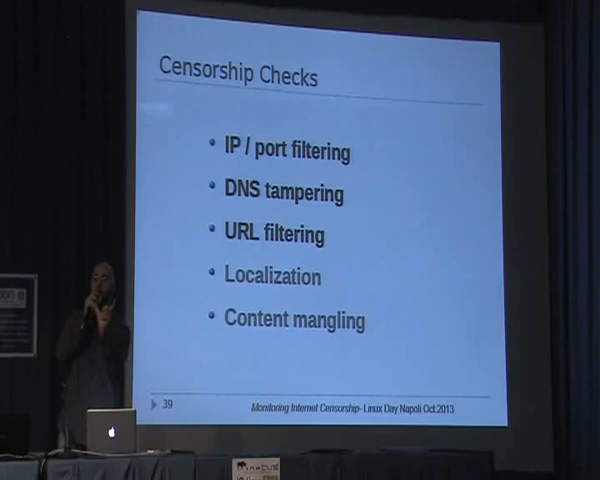 Censorship Checks
IP / port filtering
DNS tampering
URL filtering
Localization
Content mangling
39
Monitoring Internet Censorship- Linux Day Napoli Oct.2013